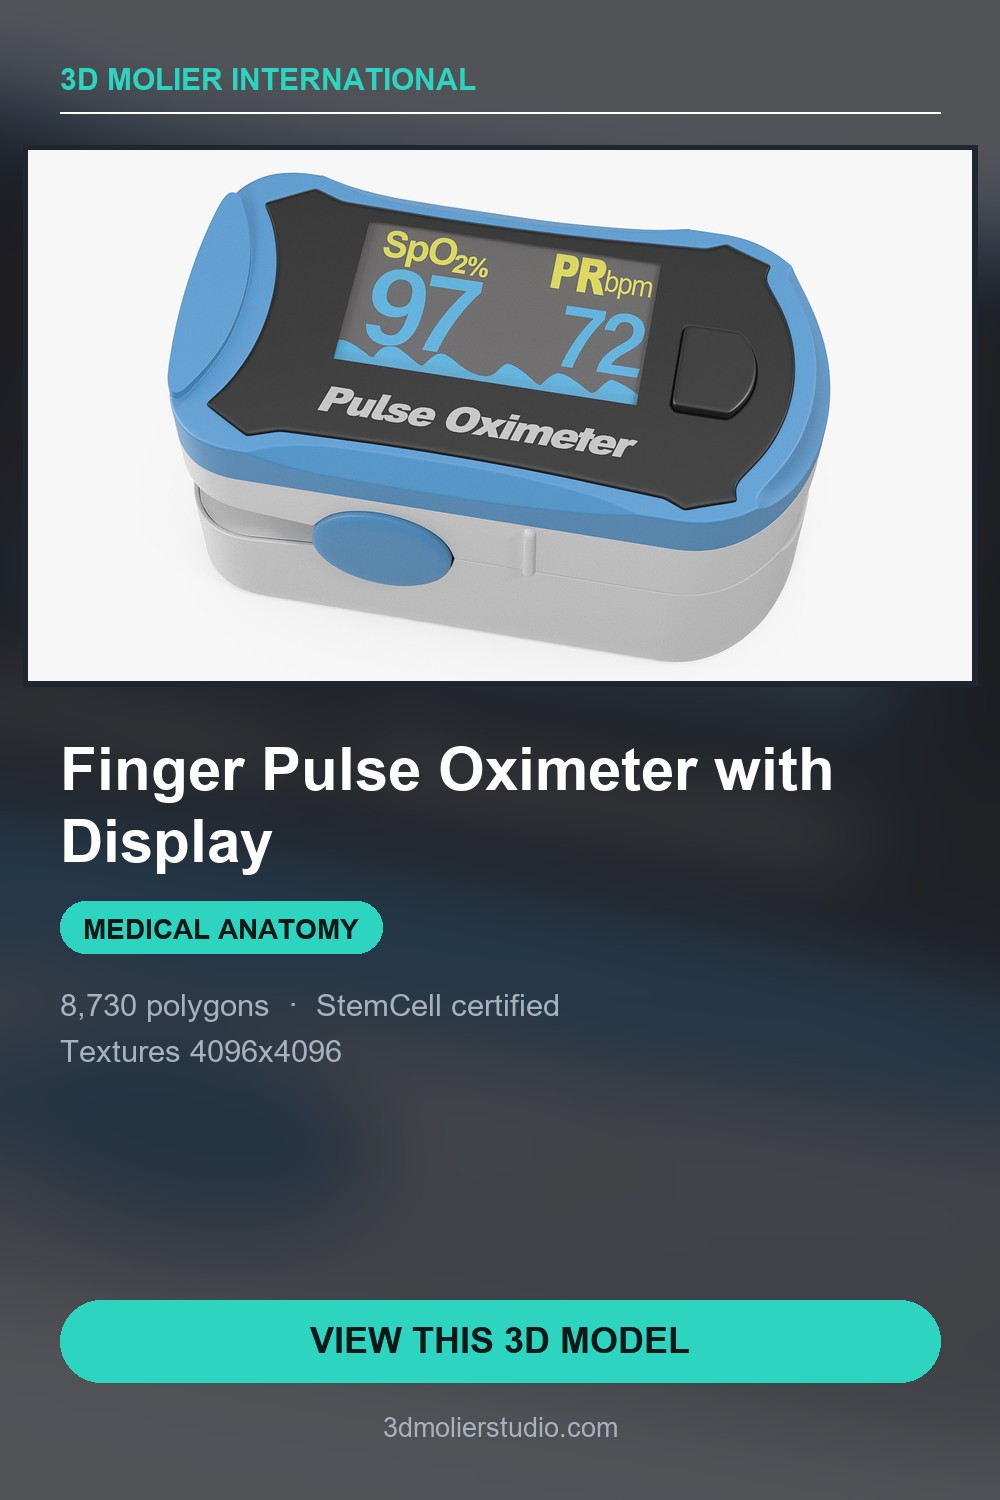 3D MOLIER INTERNATIONAL
SpO2%
PRbpm
97
72
Pulse Oximeter
Finger Pulse Oximeter with
Display
MEDICAL ANATOMY
8,730 polygons · StemCell certified
Textures 4096x4096
VIEW THIS 3D MODEL
3dmolierstudio.com